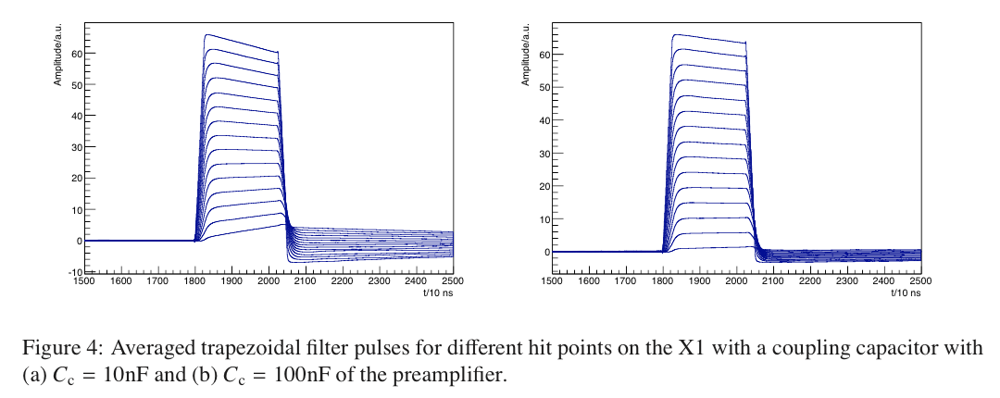 Amplitude/a.u.
60
50
40
30
20
10
0
-10
1500 1600 1700 1800 1900 2000 2100 2200 2300 2400 2500
t/10 ns
Amplitude/a.u.
60
50
40
30
20
10
0
1500 1600 1700 1800 1900 2000 2100 2200 2300 2400 2500
t/10 ns
Figure 4: Averaged trapezoidal filter pulses for different hit points on the X1 with a coupling capacitor with
(a) Cc = 10nF and (b) Cc = 100nF of the preamplifier.